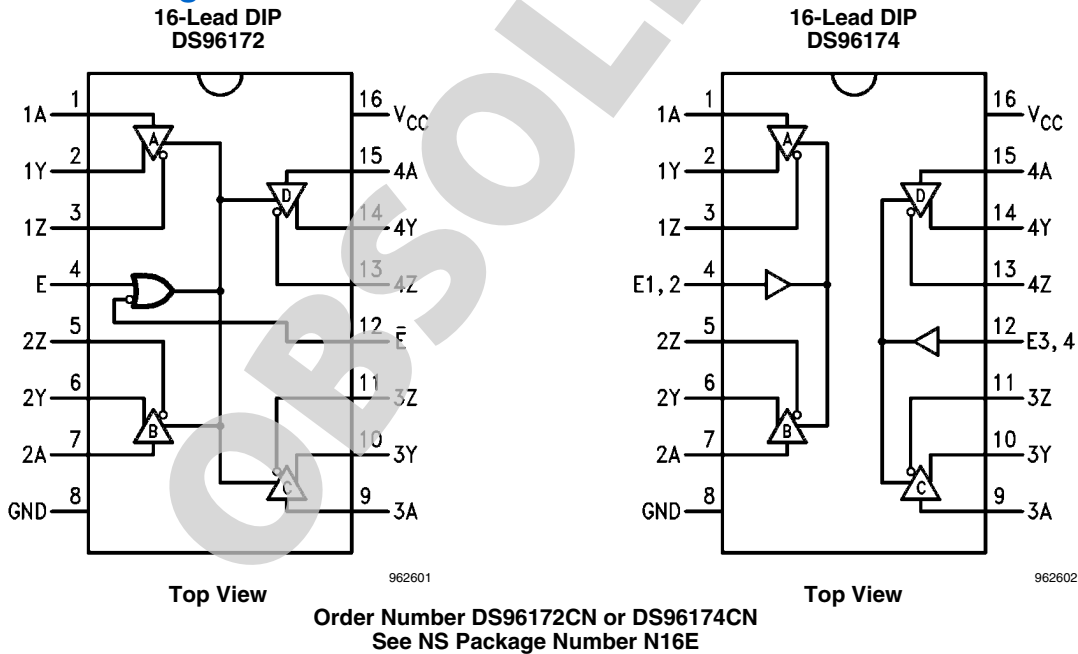 16-Lead DIP
DS96172
1A 1
2
1Y
3
1Z
4
E
5
2Z
6
2Y
7
2A
8
GND
A
B
C
D
16 VCC
15 4A
14 4Y
13 4Z
12 Ē
11 3Z
10 3Y
9 3A
962601
Top View
16-Lead DIP
DS96174
1A 1
2
1Y
3
1Z
4
E1, 2
5
2Z
6
2Y
7
2A
8
GND
A
B
C
D
16 VCC
15 4A
14 4Y
13 4Z
12 E3, 4
11 3Z
10 3Y
9 3A
962602
Top View
Order Number DS96172CN or DS96174CN
See NS Package Number N16E
OBSOL